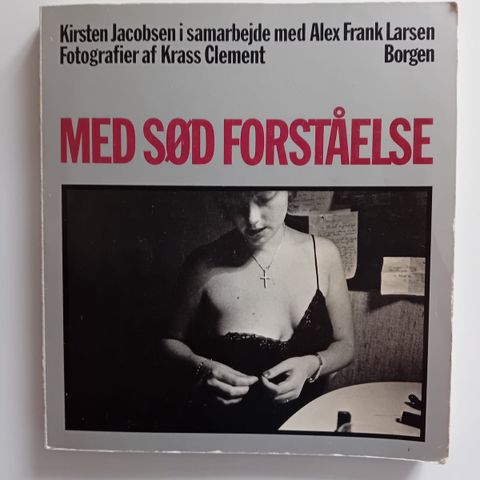 Kirsten Jacobsen i samarbejde med Alex Frank Larsen
Fotografier af Krass Clement Borgen
MED SØD FORSTÅELSE